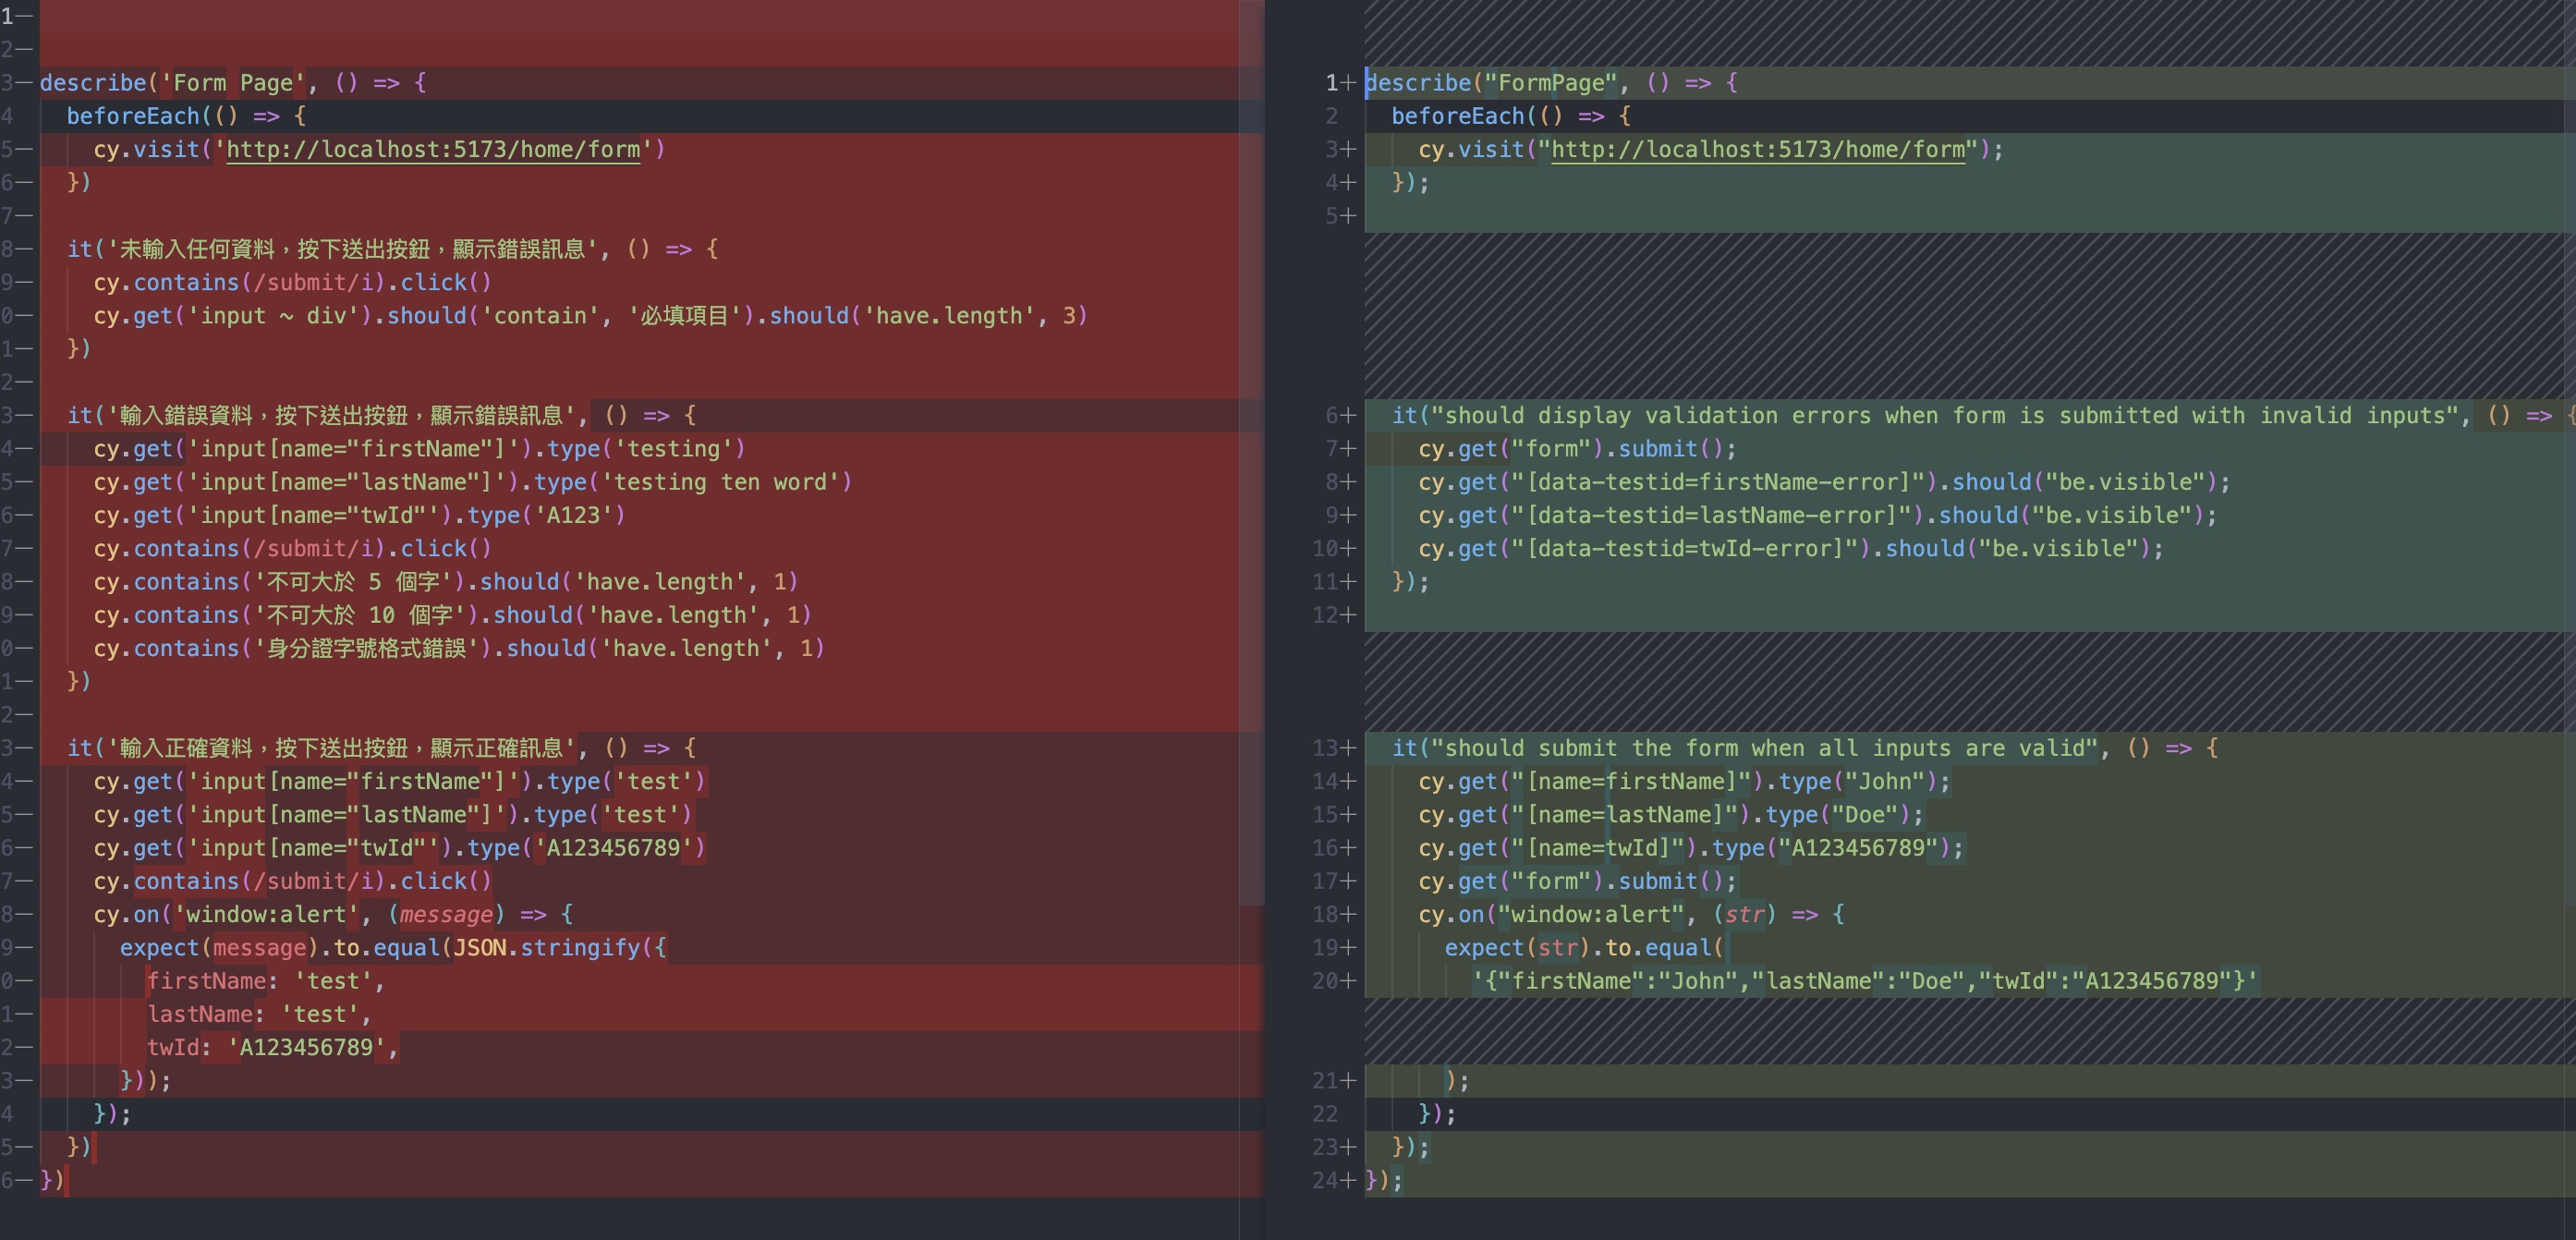 1—
2—
3— describe('Form Page', () => {
4 beforeEach(() => {
5— cy.visit('http://localhost:5173/home/form')
6— })
7—
8— it('未輸入任何資料，按下送出按鈕，顯示錯誤訊息', () => {
9— cy.contains(/submit/i).click()
0— cy.get('input ~ div').should('contain', '必填項目').should('have.length', 3)
1— })
2—
3— it('輸入錯誤資料，按下送出按鈕，顯示錯誤訊息', () => {
4— cy.get('input[name="firstName"]').type('testing')
5— cy.get('input[name="lastName"]').type('testing ten word')
6— cy.get('input[name="twId"').type('A123')
7— cy.contains(/submit/i).click()
8— cy.contains('不可大於 5 個字').should('have.length', 1)
9— cy.contains('不可大於 10 個字').should('have.length', 1)
0— cy.contains('身分證字號格式錯誤').should('have.length', 1)
1— })
2—
3— it('輸入正確資料，按下送出按鈕，顯示正確訊息', () => {
4— cy.get('input[name="firstName"]').type('test')
5— cy.get('input[name="lastName"]').type('test')
6— cy.get('input[name="twId"').type('A123456789')
7— cy.contains(/submit/i).click()
8— cy.on('window:alert', (message) => {
9— expect(message).to.equal(JSON.stringify({
0— firstName: 'test',
1— lastName: 'test',
2— twId: 'A123456789',
3— }));
4 });
5— })
6— })
1+ describe("FormPage", () => {
2 beforeEach(() => {
3+ cy.visit("http://localhost:5173/home/form");
4+ });
5+
6+ it("should display validation errors when form is submitted with invalid inputs", () => {
7+ cy.get("form").submit();
8+ cy.get("[data-testid=firstName-error]").should("be.visible");
9+ cy.get("[data-testid=lastName-error]").should("be.visible");
10+ cy.get("[data-testid=twId-error]").should("be.visible");
11+ });
12+
13+ it("should submit the form when all inputs are valid", () => {
14+ cy.get("[name=firstName]").type("John");
15+ cy.get("[name=lastName]").type("Doe");
16+ cy.get("[name=twId]").type("A123456789");
17+ cy.get("form").submit();
18+ cy.on("window:alert", (str) => {
19+ expect(str).to.equal(
20+ '{"firstName":"John","lastName":"Doe","twId":"A123456789"}'
21+ );
22 });
23+ });
24+ });